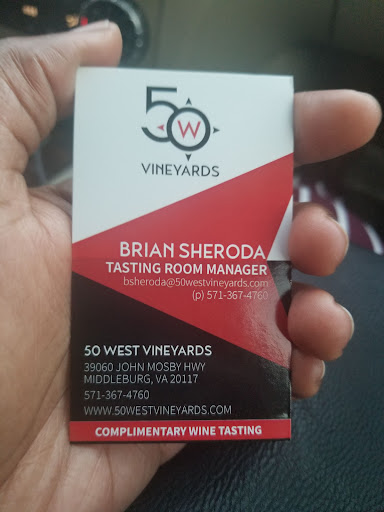 50
W
VINEYARDS
BRIAN SHERODA
TASTING ROOM MANAGER
bsheroda@50westvineyards.com
(p) 571-367-4760
50 WEST VINEYARDS
39060 JOHN MOSBY HWY
MIDDLEBURG, VA 20117
571-367-4760
WWW.50WESTVINEYARDS.COM
COMPLIMENTARY WINE TASTING